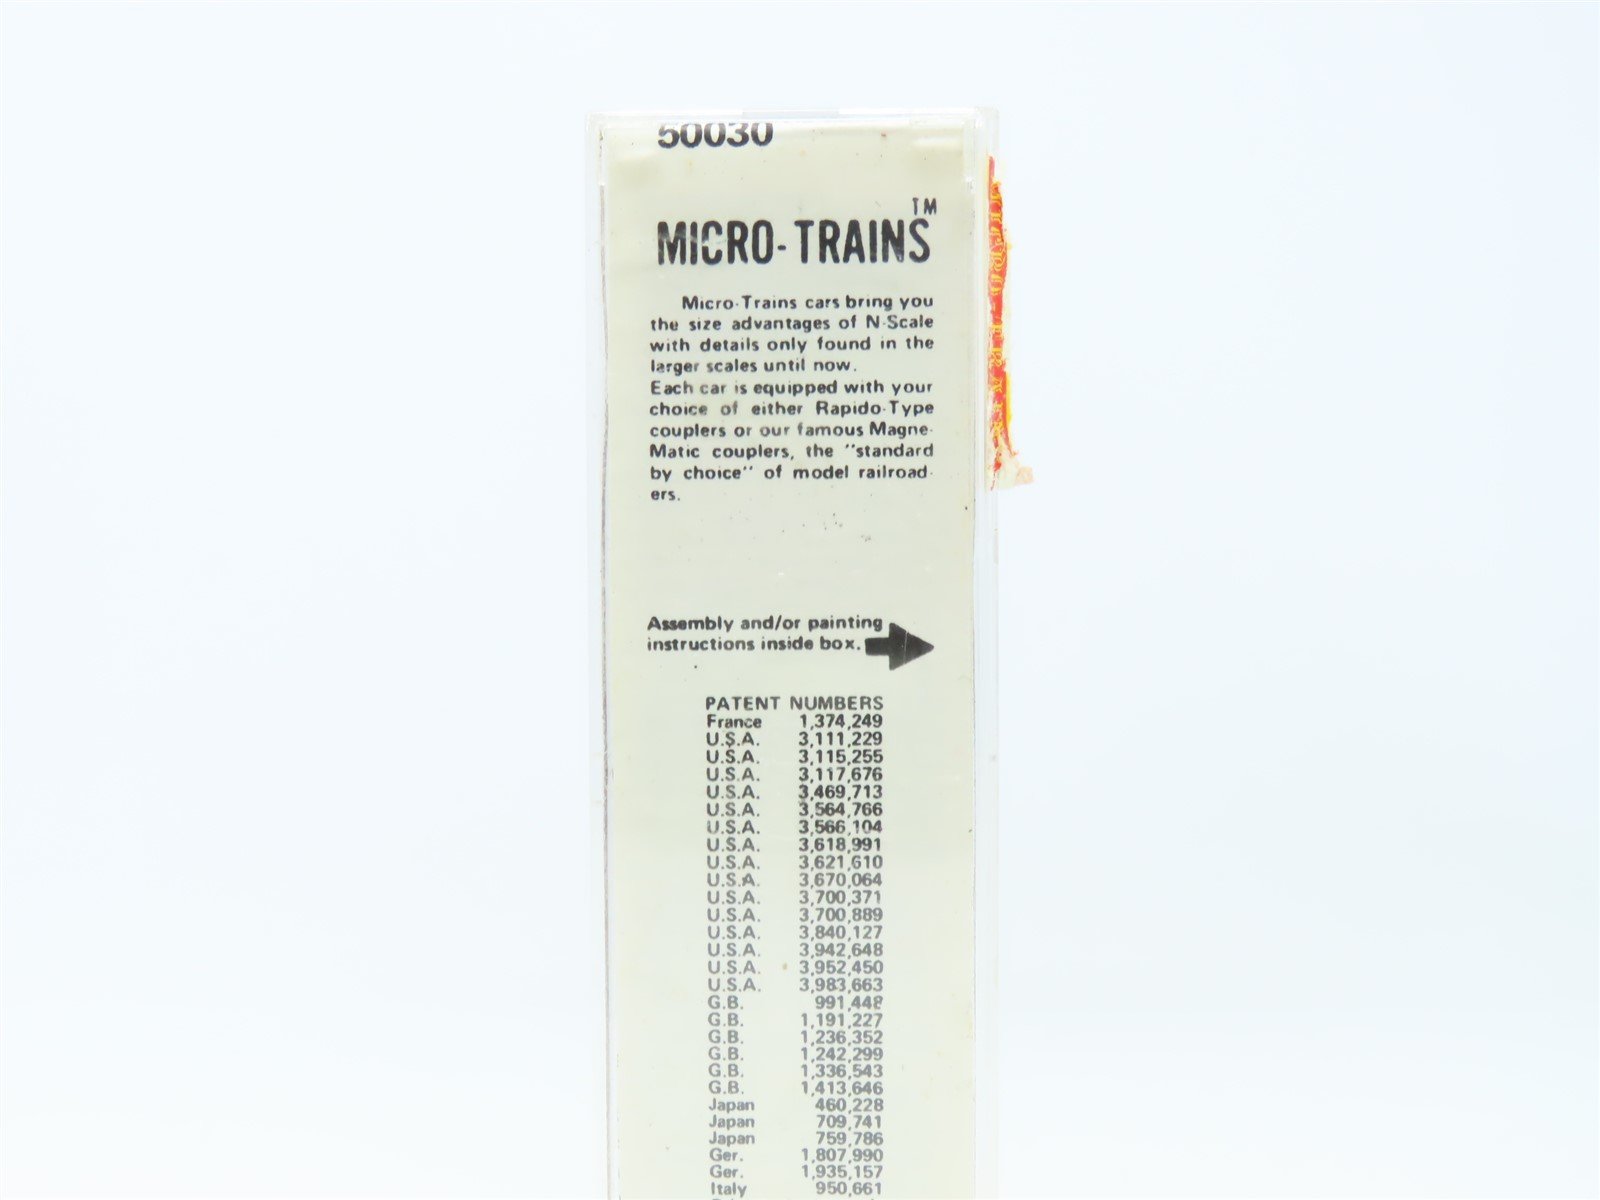 50030
MICRO-TRAINS™
Micro-Trains cars bring you
the size advantages of N-Scale
with details only found in the
larger scales until now.
Each car is equipped with your
choice of either Rapido-Type
couplers or our famous Magne-
Matic couplers, the "standard
by choice" of model railroad-
ers.
Assembly and/or painting
instructions inside box.
PATENT NUMBERS
France 1,374,249
U.S.A. 3,111,229
U.S.A. 3,115,255
U.S.A. 3,117,676
U.S.A. 3,469,713
U.S.A. 3,564,766
U.S.A. 3,566,104
U.S.A. 3,618,991
U.S.A. 3,621,610
U.S.A. 3,670,064
U.S.A. 3,700,371
U.S.A. 3,700,889
U.S.A. 3,840,127
U.S.A. 3,942,648
U.S.A. 3,952,450
U.S.A. 3,983,663
G.B. 991,448
G.B. 1,191,227
G.B. 1,236,352
G.B. 1,242,299
G.B. 1,336,543
G.B. 1,413,646
Japan 460,228
Japan 709,741
Japan 759,786
Ger. 1,807,990
Ger. 1,935,157
Italy 950,661